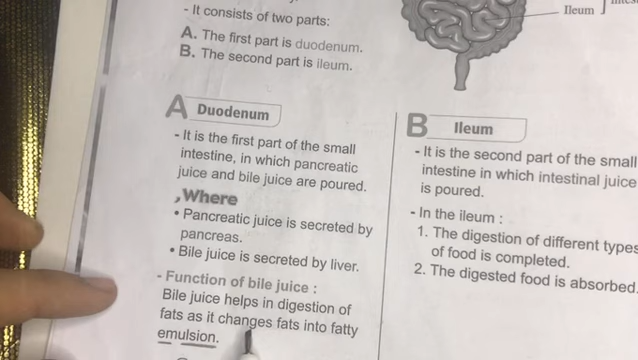 - It consists of two parts:
A. The first part is duodenum.
B. The second part is ileum.
Ileum
A Duodenum
- It is the first part of the small
intestine, in which pancreatic
juice and bile juice are poured.
, Where
• Pancreatic juice is secreted by
pancreas.
• Bile juice is secreted by liver.
- Function of bile juice :
Bile juice helps in digestion of
fats as it changes fats into fatty
emulsion.
B Ileum
- It is the second part of the small
intestine in which intestinal juice
is poured.
- In the ileum :
1. The digestion of different types
of food is completed.
2. The digested food is absorbed.